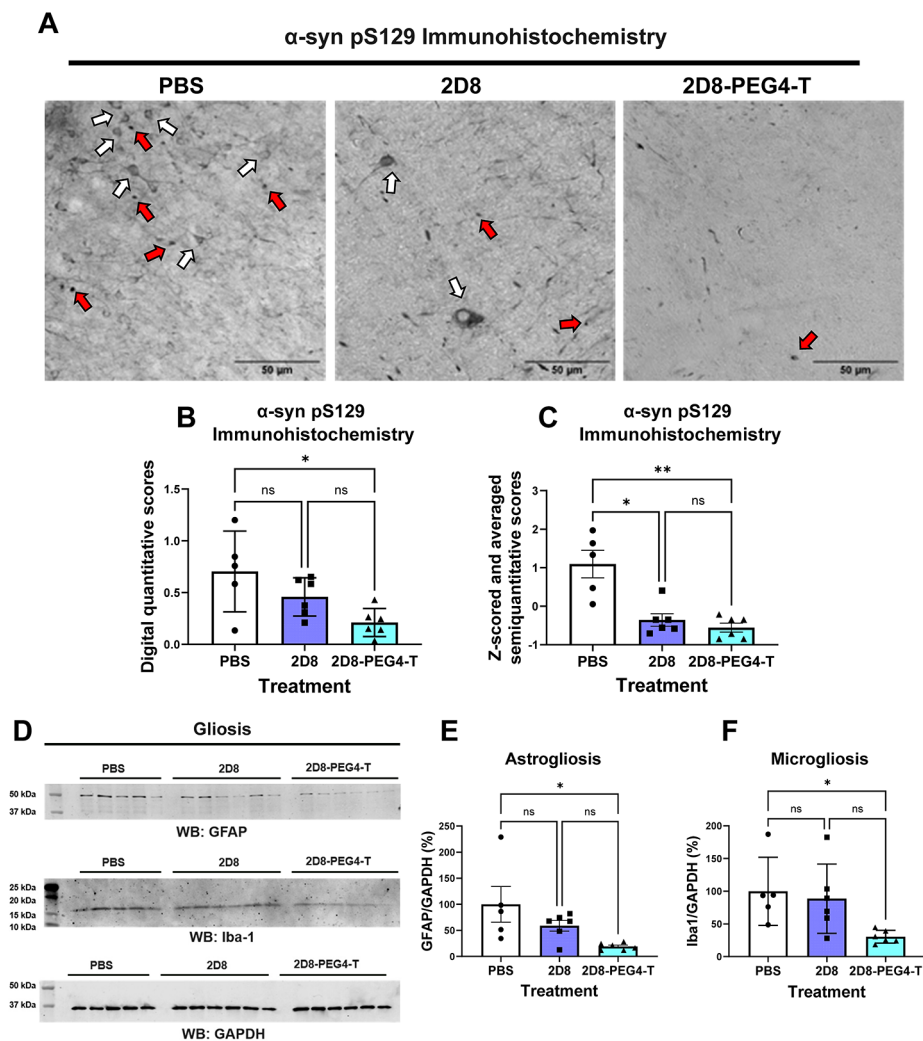 A
α-syn pS129 Immunohistochemistry
PBS
2D8
2D8-PEG4-T
50 µm
50 µm
50 µm
B
α-syn pS129
Immunohistochemistry
Digital quantitative scores
1.5
1.0
0.5
0.0
*
ns
ns
PBS
2D8
2D8-PEG4-T
Treatment
C
α-syn pS129
Immunohistochemistry
Z-scored and averaged
semiquantitative scores
3
2
1
0
-1
**
*
ns
PBS
2D8
2D8-PEG4-T
Treatment
D
Gliosis
PBS
2D8
2D8-PEG4-T
50 kDa
37 kDa
WB: GFAP
PBS
2D8
2D8-PEG4-T
25 kDa
20 kDa
15 kDa
10 kDa
WB: Iba-1
PBS
2D8
2D8-PEG4-T
50 kDa
37 kDa
WB: GAPDH
E
Astrogliosis
GFAP/GAPDH (%)
250
200
150
100
50
0
*
ns
ns
PBS
2D8
2D8-PEG4-T
Treatment
F
Microgliosis
Iba1/GAPDH (%)
200
150
100
50
0
*
ns
ns
PBS
2D8
2D8-PEG4-T
Treatment